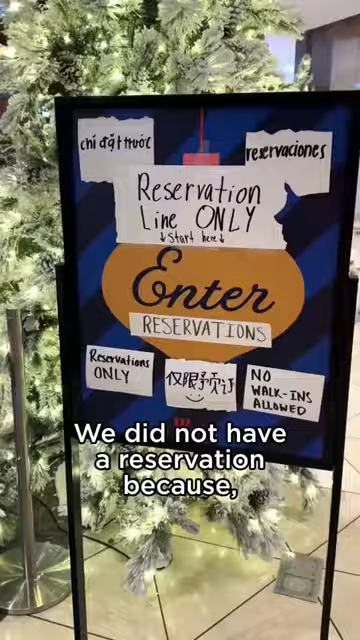 chỉ đặt trước
reservaciones
Reservation
Line ONLY
↓ Start here ↓
Enter
RESERVATIONS
Reservations
ONLY
仅限预订
NO
WALK-INS
ALLOWED
We did not have
a reservation
because,